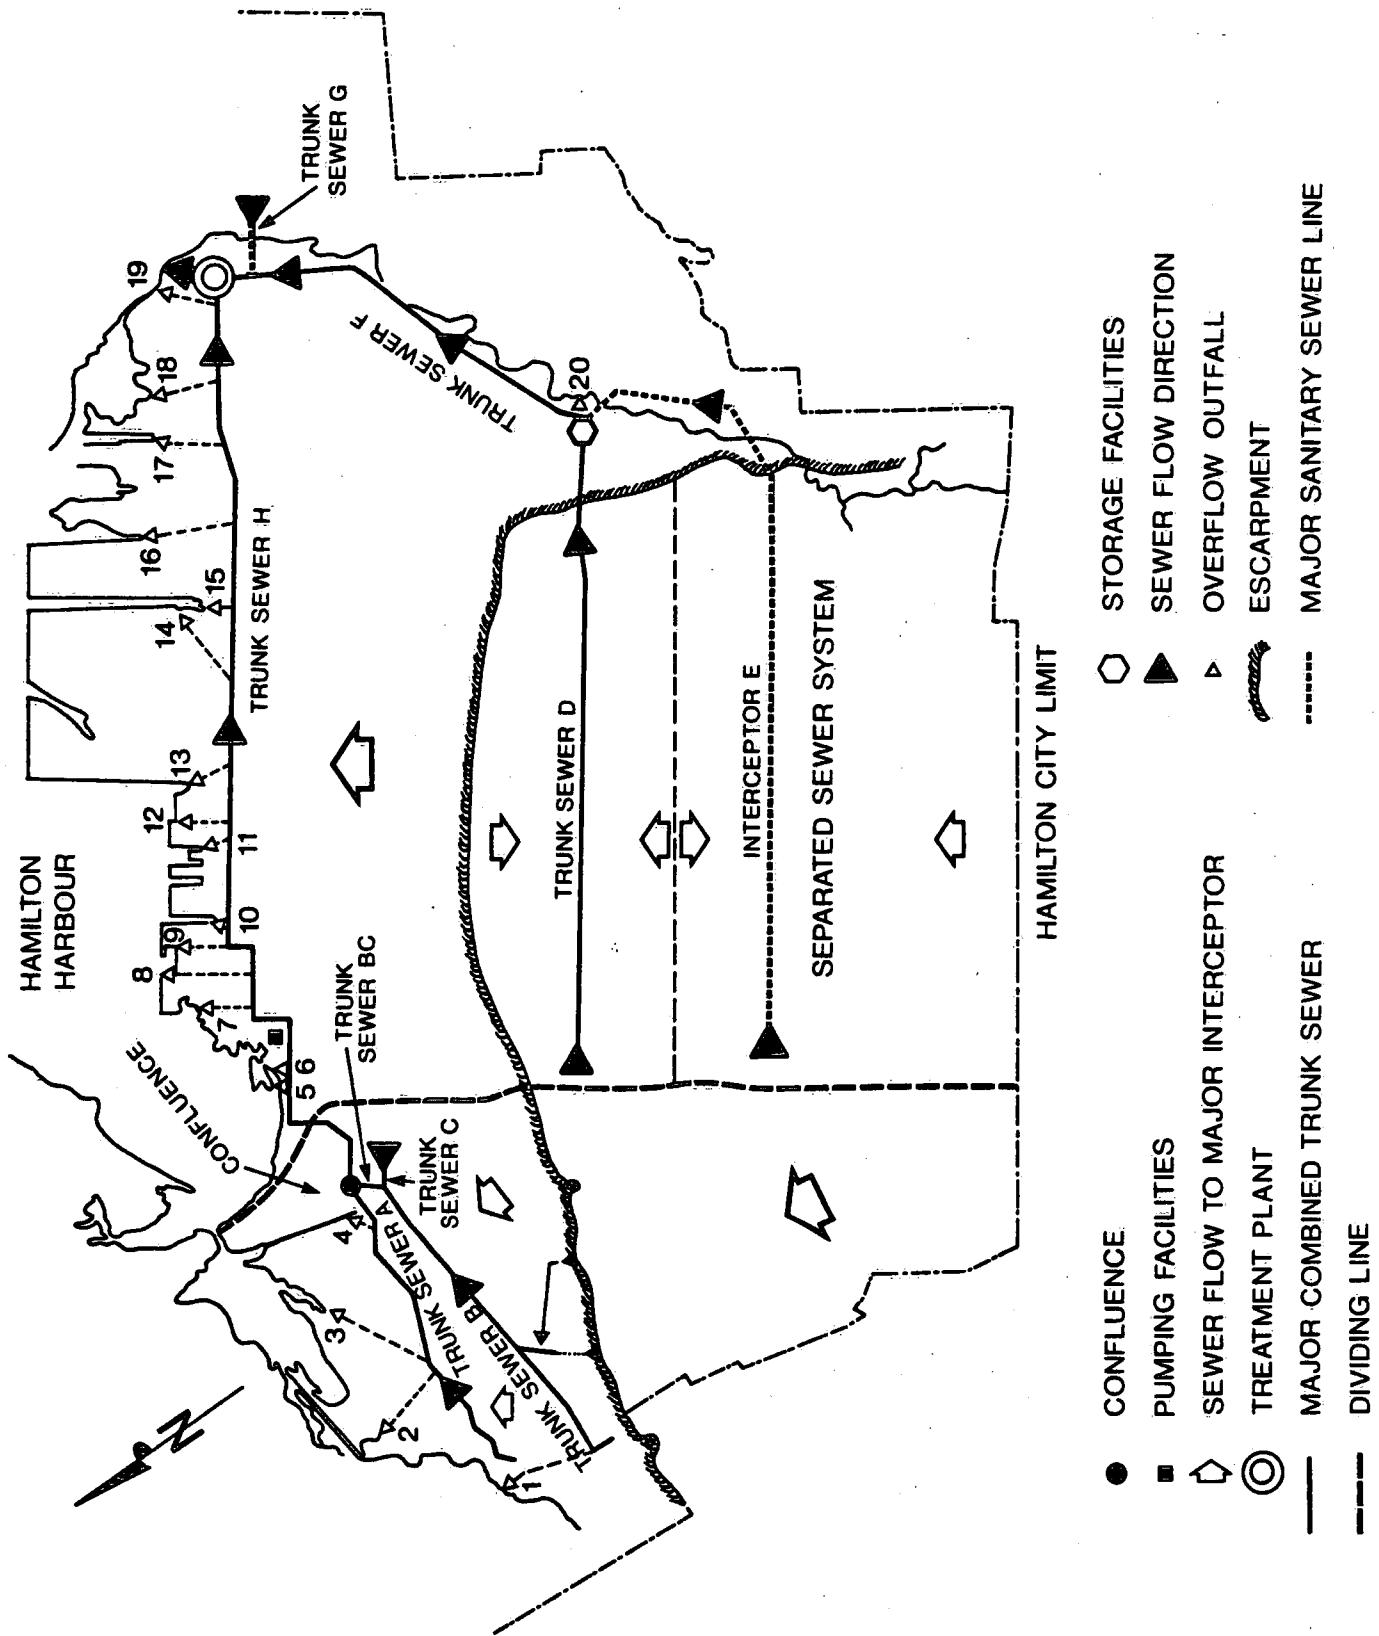 HAMILTON
HARBOUR
CONFLUENCE
TRUNK
SEWER BC
TRUNK
SEWER C
TRUNK SEWER A
TRUNK SEWER B
TRUNK SEWER H
TRUNK
SEWER G
TRUNK SEWER F
TRUNK SEWER D
INTERCEPTOR E
SEPARATED SEWER SYSTEM
HAMILTON CITY LIMIT
N
1
2
3
4
5
6
7
8
9
10
11
12
13
14
15
16
17
18
19
20
CONFLUENCE
PUMPING FACILITIES
SEWER FLOW TO MAJOR INTERCEPTOR
TREATMENT PLANT
MAJOR COMBINED TRUNK SEWER
DIVIDING LINE
STORAGE FACILITIES
SEWER FLOW DIRECTION
OVERFLOW OUTFALL
ESCARPMENT
MAJOR SANITARY SEWER LINE